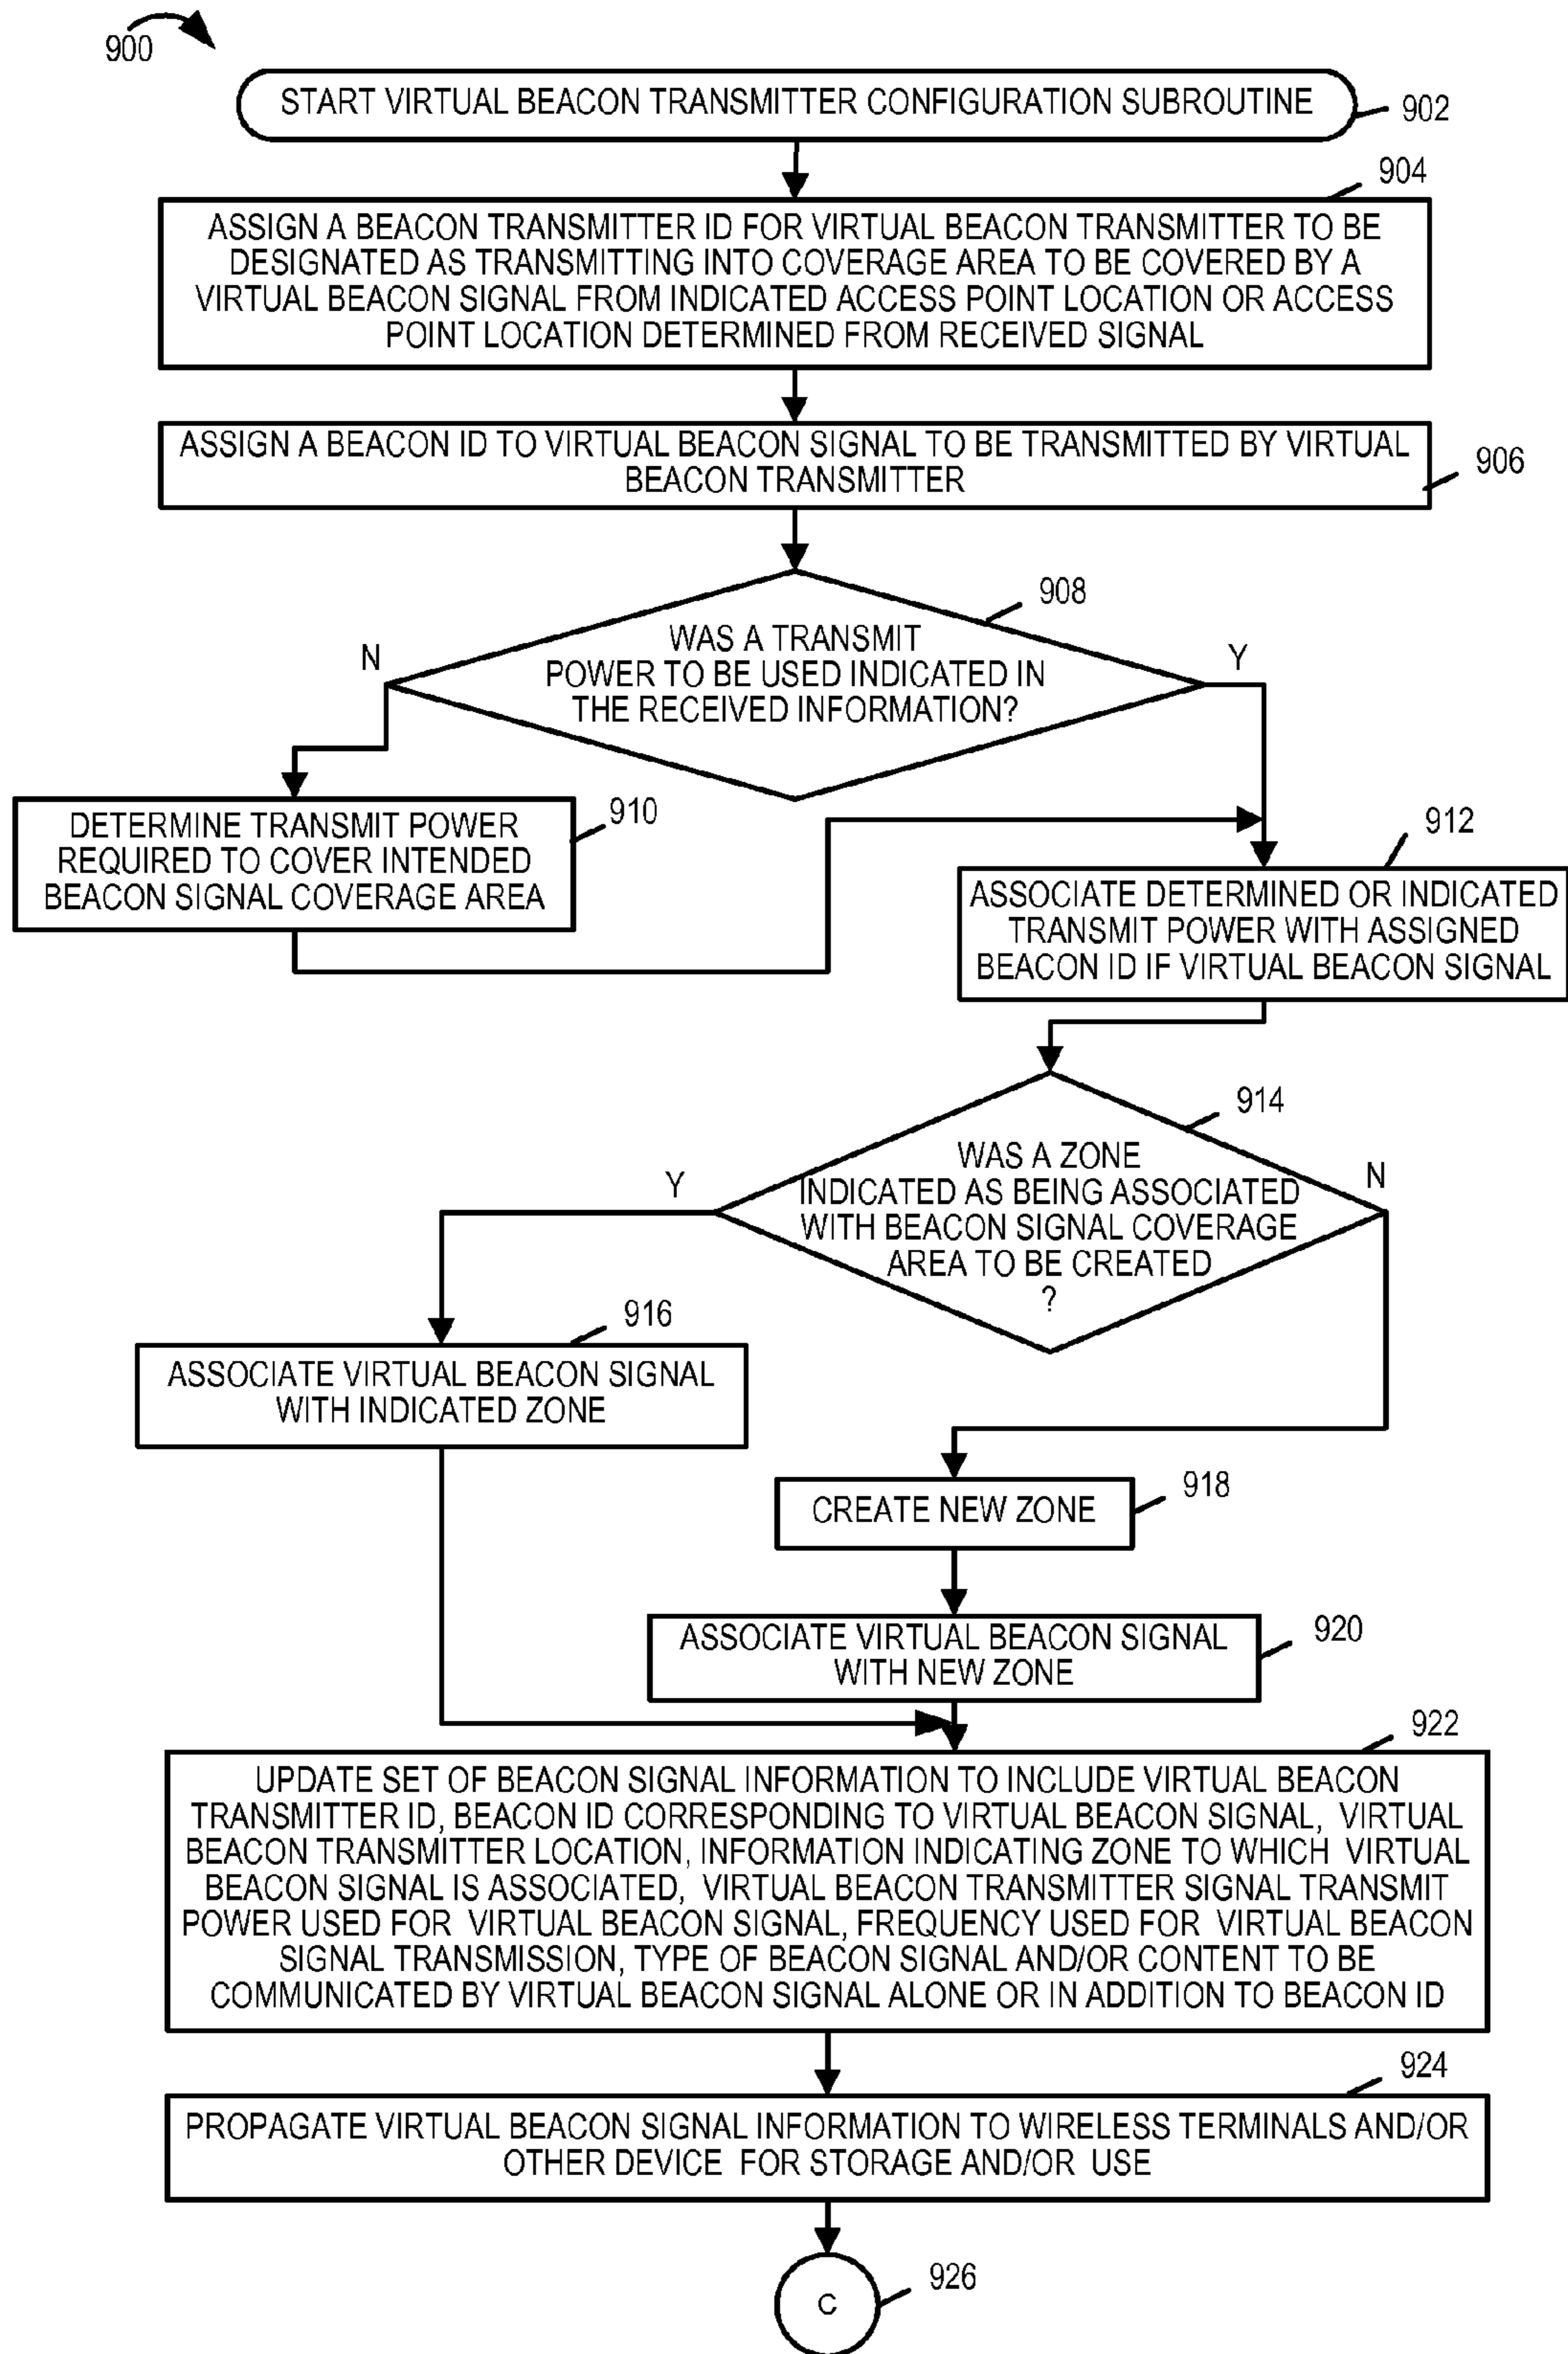 900
START VIRTUAL BEACON TRANSMITTER CONFIGURATION SUBROUTINE
902
904
ASSIGN A BEACON TRANSMITTER ID FOR VIRTUAL BEACON TRANSMITTER TO BE
DESIGNATED AS TRANSMITTING INTO COVERAGE AREA TO BE COVERED BY A
VIRTUAL BEACON SIGNAL FROM INDICATED ACCESS POINT LOCATION OR ACCESS
POINT LOCATION DETERMINED FROM RECEIVED SIGNAL
ASSIGN A BEACON ID TO VIRTUAL BEACON SIGNAL TO BE TRANSMITTED BY VIRTUAL
BEACON TRANSMITTER
906
908
WAS A TRANSMIT
POWER TO BE USED INDICATED IN
THE RECEIVED INFORMATION?
N
Y
910
DETERMINE TRANSMIT POWER
REQUIRED TO COVER INTENDED
BEACON SIGNAL COVERAGE AREA
912
ASSOCIATE DETERMINED OR INDICATED
TRANSMIT POWER WITH ASSIGNED
BEACON ID IF VIRTUAL BEACON SIGNAL
914
WAS A ZONE
INDICATED AS BEING ASSOCIATED
WITH BEACON SIGNAL COVERAGE
AREA TO BE CREATED
?
Y
N
916
ASSOCIATE VIRTUAL BEACON SIGNAL
WITH INDICATED ZONE
918
CREATE NEW ZONE
920
ASSOCIATE VIRTUAL BEACON SIGNAL
WITH NEW ZONE
922
UPDATE SET OF BEACON SIGNAL INFORMATION TO INCLUDE VIRTUAL BEACON
TRANSMITTER ID, BEACON ID CORRESPONDING TO VIRTUAL BEACON SIGNAL, VIRTUAL
BEACON TRANSMITTER LOCATION, INFORMATION INDICATING ZONE TO WHICH VIRTUAL
BEACON SIGNAL IS ASSOCIATED, VIRTUAL BEACON TRANSMITTER SIGNAL TRANSMIT
POWER USED FOR VIRTUAL BEACON SIGNAL, FREQUENCY USED FOR VIRTUAL BEACON
SIGNAL TRANSMISSION, TYPE OF BEACON SIGNAL AND/OR CONTENT TO BE
COMMUNICATED BY VIRTUAL BEACON SIGNAL ALONE OR IN ADDITION TO BEACON ID
924
PROPAGATE VIRTUAL BEACON SIGNAL INFORMATION TO WIRELESS TERMINALS AND/OR
OTHER DEVICE FOR STORAGE AND/OR USE
C
926